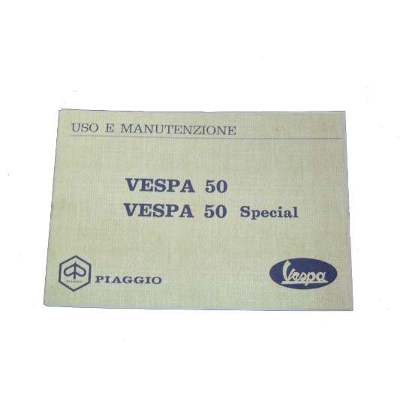 USO E MANUTENZIONE
VESPA 50
VESPA 50 Special
PIAGGIO
Vespa